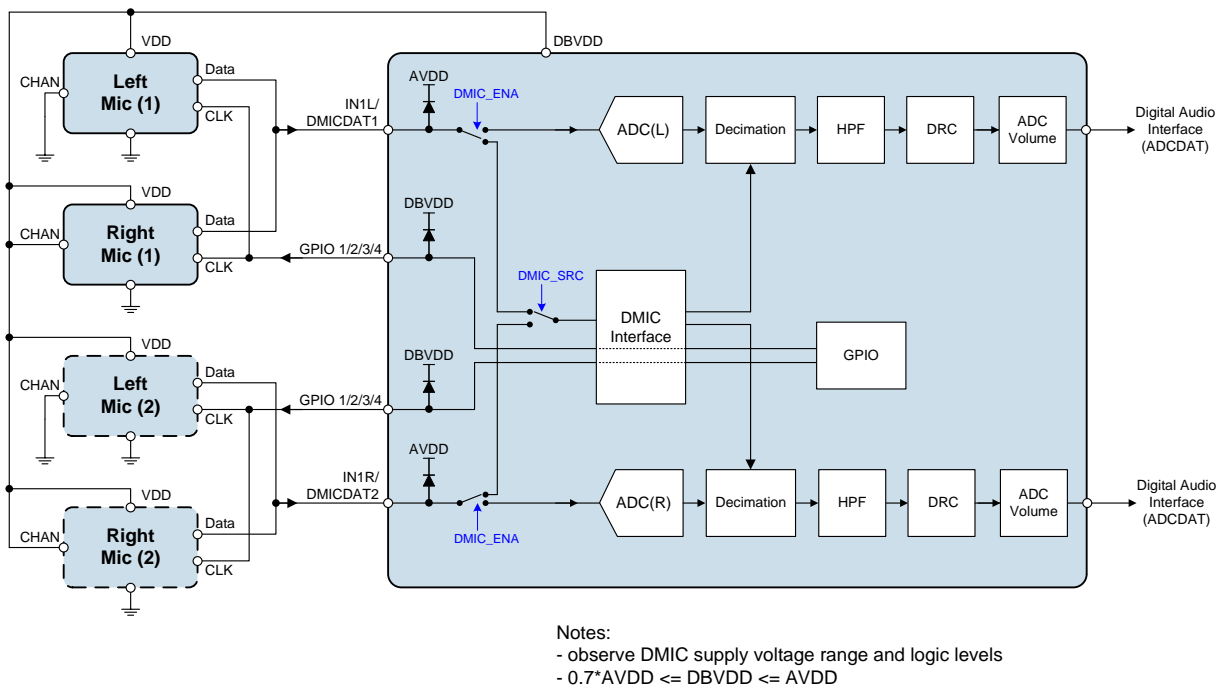 VDD
DBVDD
CHAN
Left
Mic (1)
Data
CLK
IN1L/
DMICDAT1
AVDD
DMIC_ENA
ADC(L)
Decimation
HPF
DRC
ADC
Volume
Digital Audio
Interface
(ADCDAT)
VDD
CHAN
Right
Mic (1)
Data
CLK
GPIO 1/2/3/4
DBVDD
DMIC_SRC
DMIC
Interface
GPIO
VDD
CHAN
Left
Mic (2)
Data
CLK
GPIO 1/2/3/4
DBVDD
VDD
CHAN
Right
Mic (2)
Data
CLK
IN1R/
DMICDAT2
AVDD
DMIC_ENA
ADC(R)
Decimation
HPF
DRC
ADC
Volume
Digital Audio
Interface
(ADCDAT)
Notes:
- observe DMIC supply voltage range and logic levels
- 0.7*AVDD <= DBVDD <= AVDD